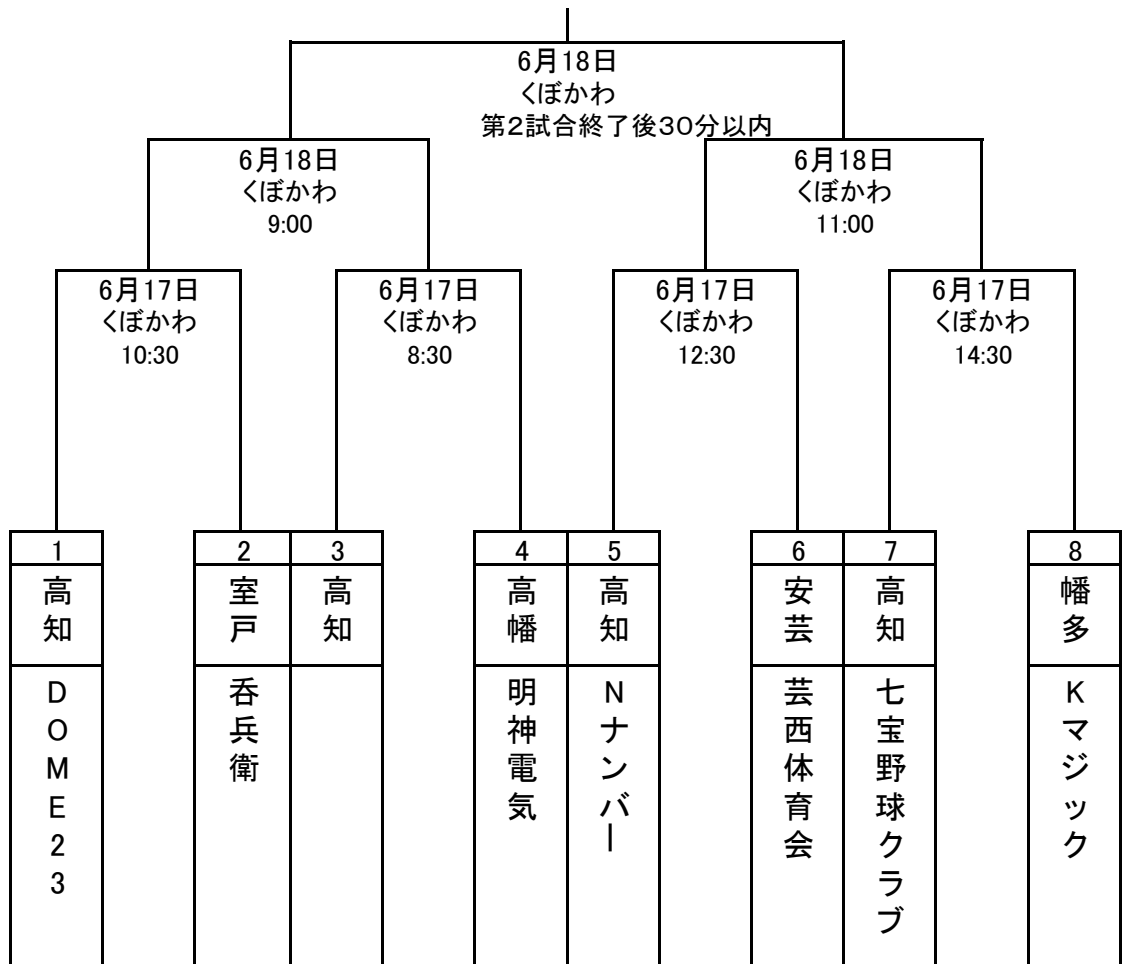 6月18日
くぼかわ
第2試合終了後30分以内
6月18日
くぼかわ
9:00
6月18日
くぼかわ
11:00
6月17日
くぼかわ
10:30
6月17日
くぼかわ
8:30
6月17日
くぼかわ
12:30
6月17日
くぼかわ
14:30
1
高知
DOME23
2
室戸
呑兵衛
3
高知
4
高幡
明神電気
5
高知
Nナンバー
6
安芸
芸西体育会
7
高知
七宝野球クラブ
8
幡多
Kマジック